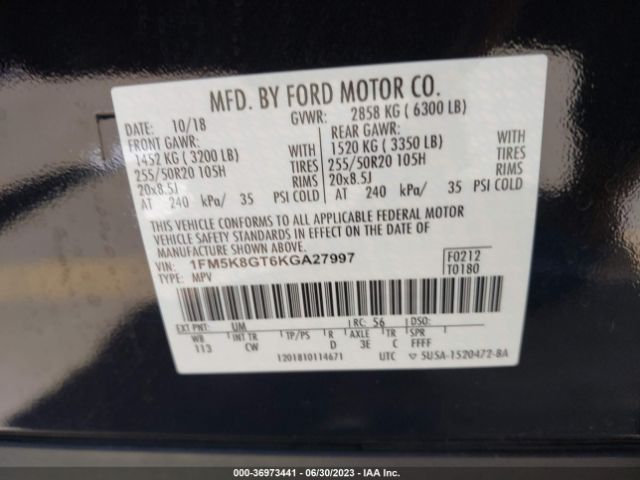 MFD. BY FORD MOTOR CO.
10/18 GVWR: 2858 KG ( 6300 LB)
FRONT GAWR: REAR GAWR:
1452 KG ( 3200 LB) WITH 1520 KG ( 3350 LB) WITH
255/50R20 105H TIRES 255/50R20 105H TIRES
20x8.5J RIMS 20x8.5J RIMS
AT 240 kPa/ 35 PSI COLD AT 240 kPa/ 35 PSI COLD
THIS VEHICLE CONFORMS TO ALL APPLICABLE FEDERAL MOTOR
VEHICLE SAFETY STANDARDS IN EFFECT ON THE DATE OF
MANUFACTURE SHOWN ABOVE.
VIN: 1FM5K8GT6KGA27997 F0212
TYPE: MPV T0180
EXT PNT: UM RC: 56 DSO:
WB INT TR TP/PS R AXLE TR SPR
113 CW D 3E C FFFF
1201810114671 UTC 5USA-1520472-BA
000-36973441 - 06/30/2023 - IAAI.COM